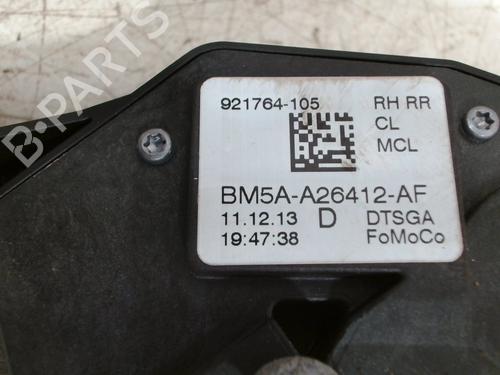 B-PARTS
921764-105 RH RR
CL
MCL
BM5A-A26412-AF
11.12.13 D DTSGA
19:47:38 FoMoCo